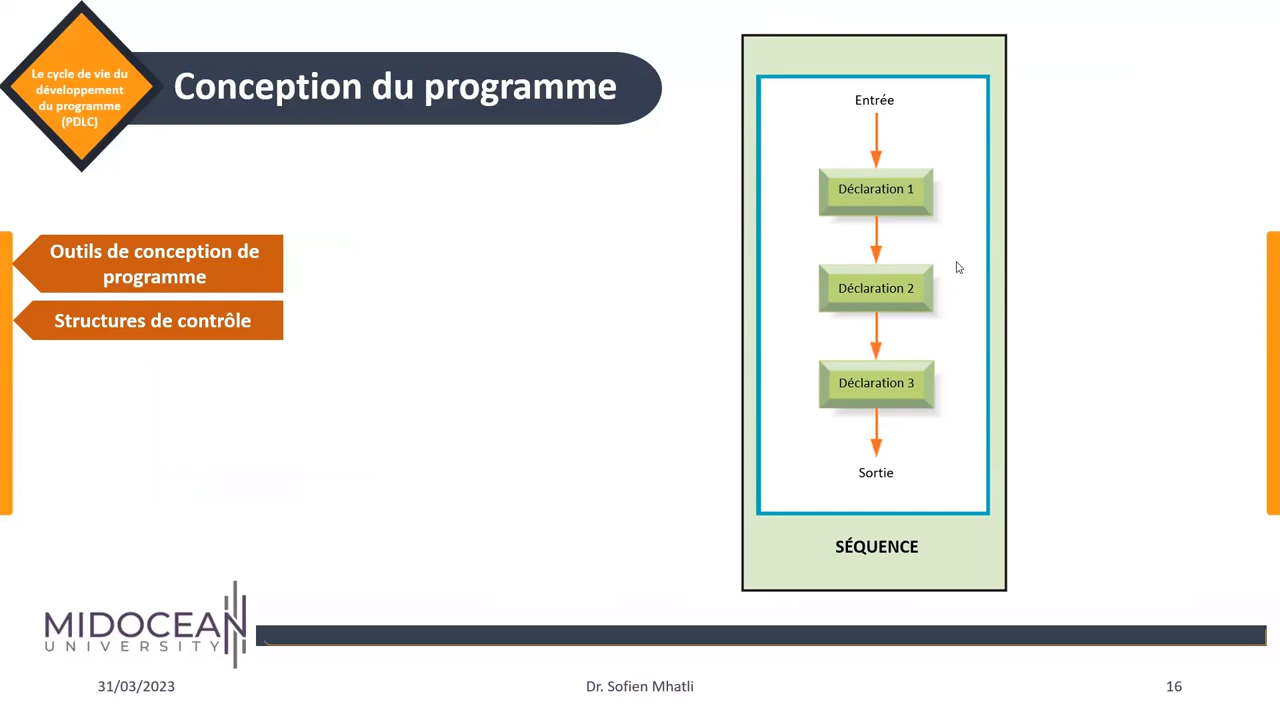 Le cycle de vie du
développement
du programme
(PDLC)
Conception du programme
Outils de conception de
programme
Structures de contrôle
Entrée
Déclaration 1
Déclaration 2
Déclaration 3
Sortie
SÉQUENCE
MIDOCEAN
UNIVERSITY
31/03/2023
Dr. Sofien Mhatli
16